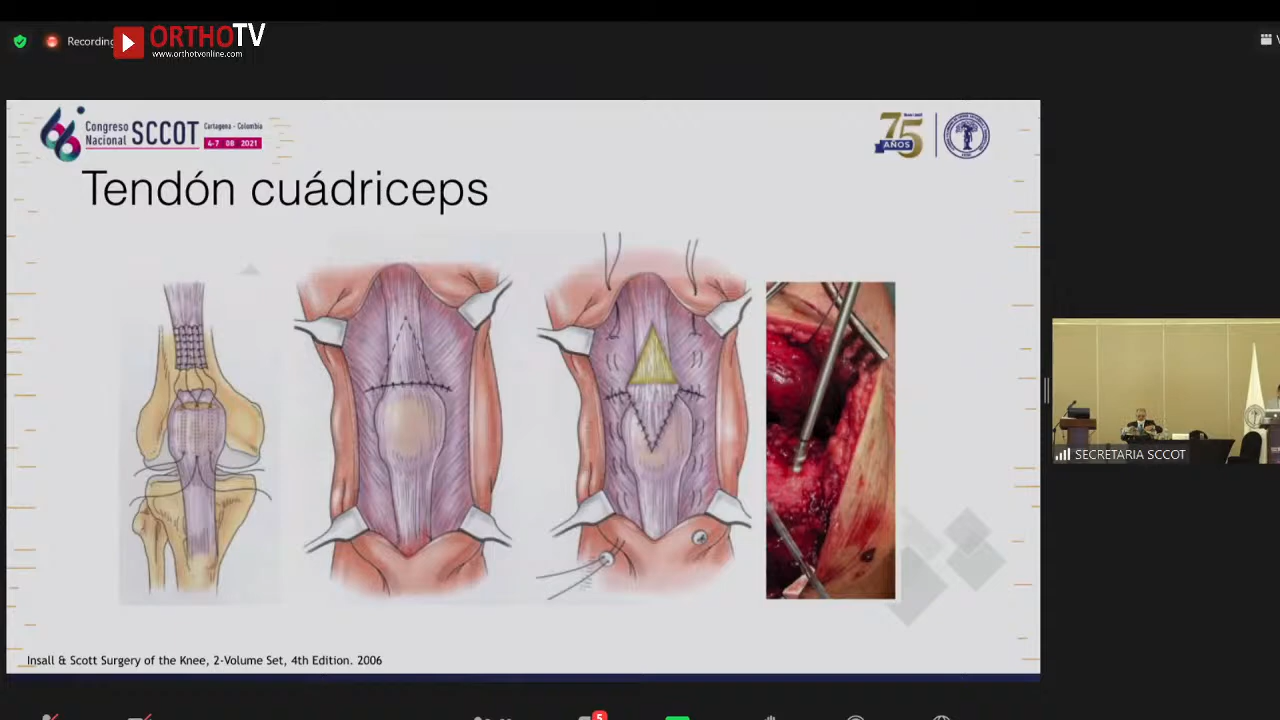 Recording
ORTHOTV
www.orthotvonline.com
Congreso
Nacional
SCCOT
Cartagena - Colombia
4-7 08 2021
75
AÑOS
Tendón cuádriceps
SECRETARIA SCCOT
Insall & Scott Surgery of the Knee, 2-Volume Set, 4th Edition. 2006
5